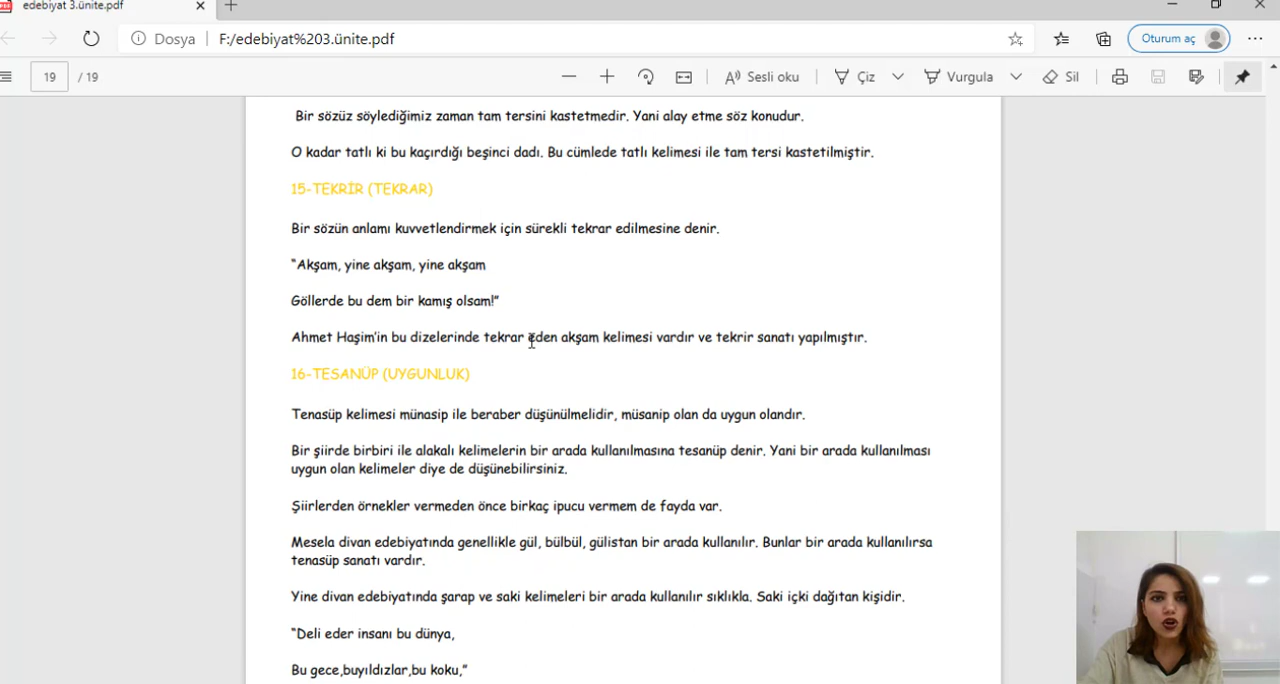 edebiyat 3.ünite.pdf
Dosya F:/edebiyat%203.ünite.pdf Oturum aç
19 / 19 Sesli oku Çiz Vurgula Sil
Bir sözüz söylediğimiz zaman tam tersini kastetmedir. Yani alay etme söz konudur.
O kadar tatlı ki bu kaçırdığı beşinci dadı. Bu cümlede tatlı kelimesi ile tam tersi kastetilmiştir.
15-TEKRİR (TEKRAR)
Bir sözün anlamı kuvvetlendirmek için sürekli tekrar edilmesine denir.
"Akşam, yine akşam, yine akşam
Göllerde bu dem bir kamış olsam!"
Ahmet Haşim'in bu dizelerinde tekrar eden akşam kelimesi vardır ve tekrir sanatı yapılmıştır.
16-TESANÜP (UYGUNLUK)
Tenasüp kelimesi münasip ile beraber düşünülmelidir, müsanip olan da uygun olandır.
Bir şiirde birbiri ile alakalı kelimelerin bir arada kullanılmasına tesanüp denir. Yani bir arada kullanılması
uygun olan kelimeler diye de düşünebilirsiniz.
Şiirlerden örnekler vermeden önce birkaç ipucu vermem de fayda var.
Mesela divan edebiyatında genellikle gül, bülbül, gülistan bir arada kullanılır. Bunlar bir arada kullanılırsa
tenasüp sanatı vardır.
Yine divan edebiyatında şarap ve saki kelimeleri bir arada kullanılır sıklıkla. Saki içki dağıtan kişidir.
"Deli eder insanı bu dünya,
Bu gece,buyıldızlar,bu koku,"